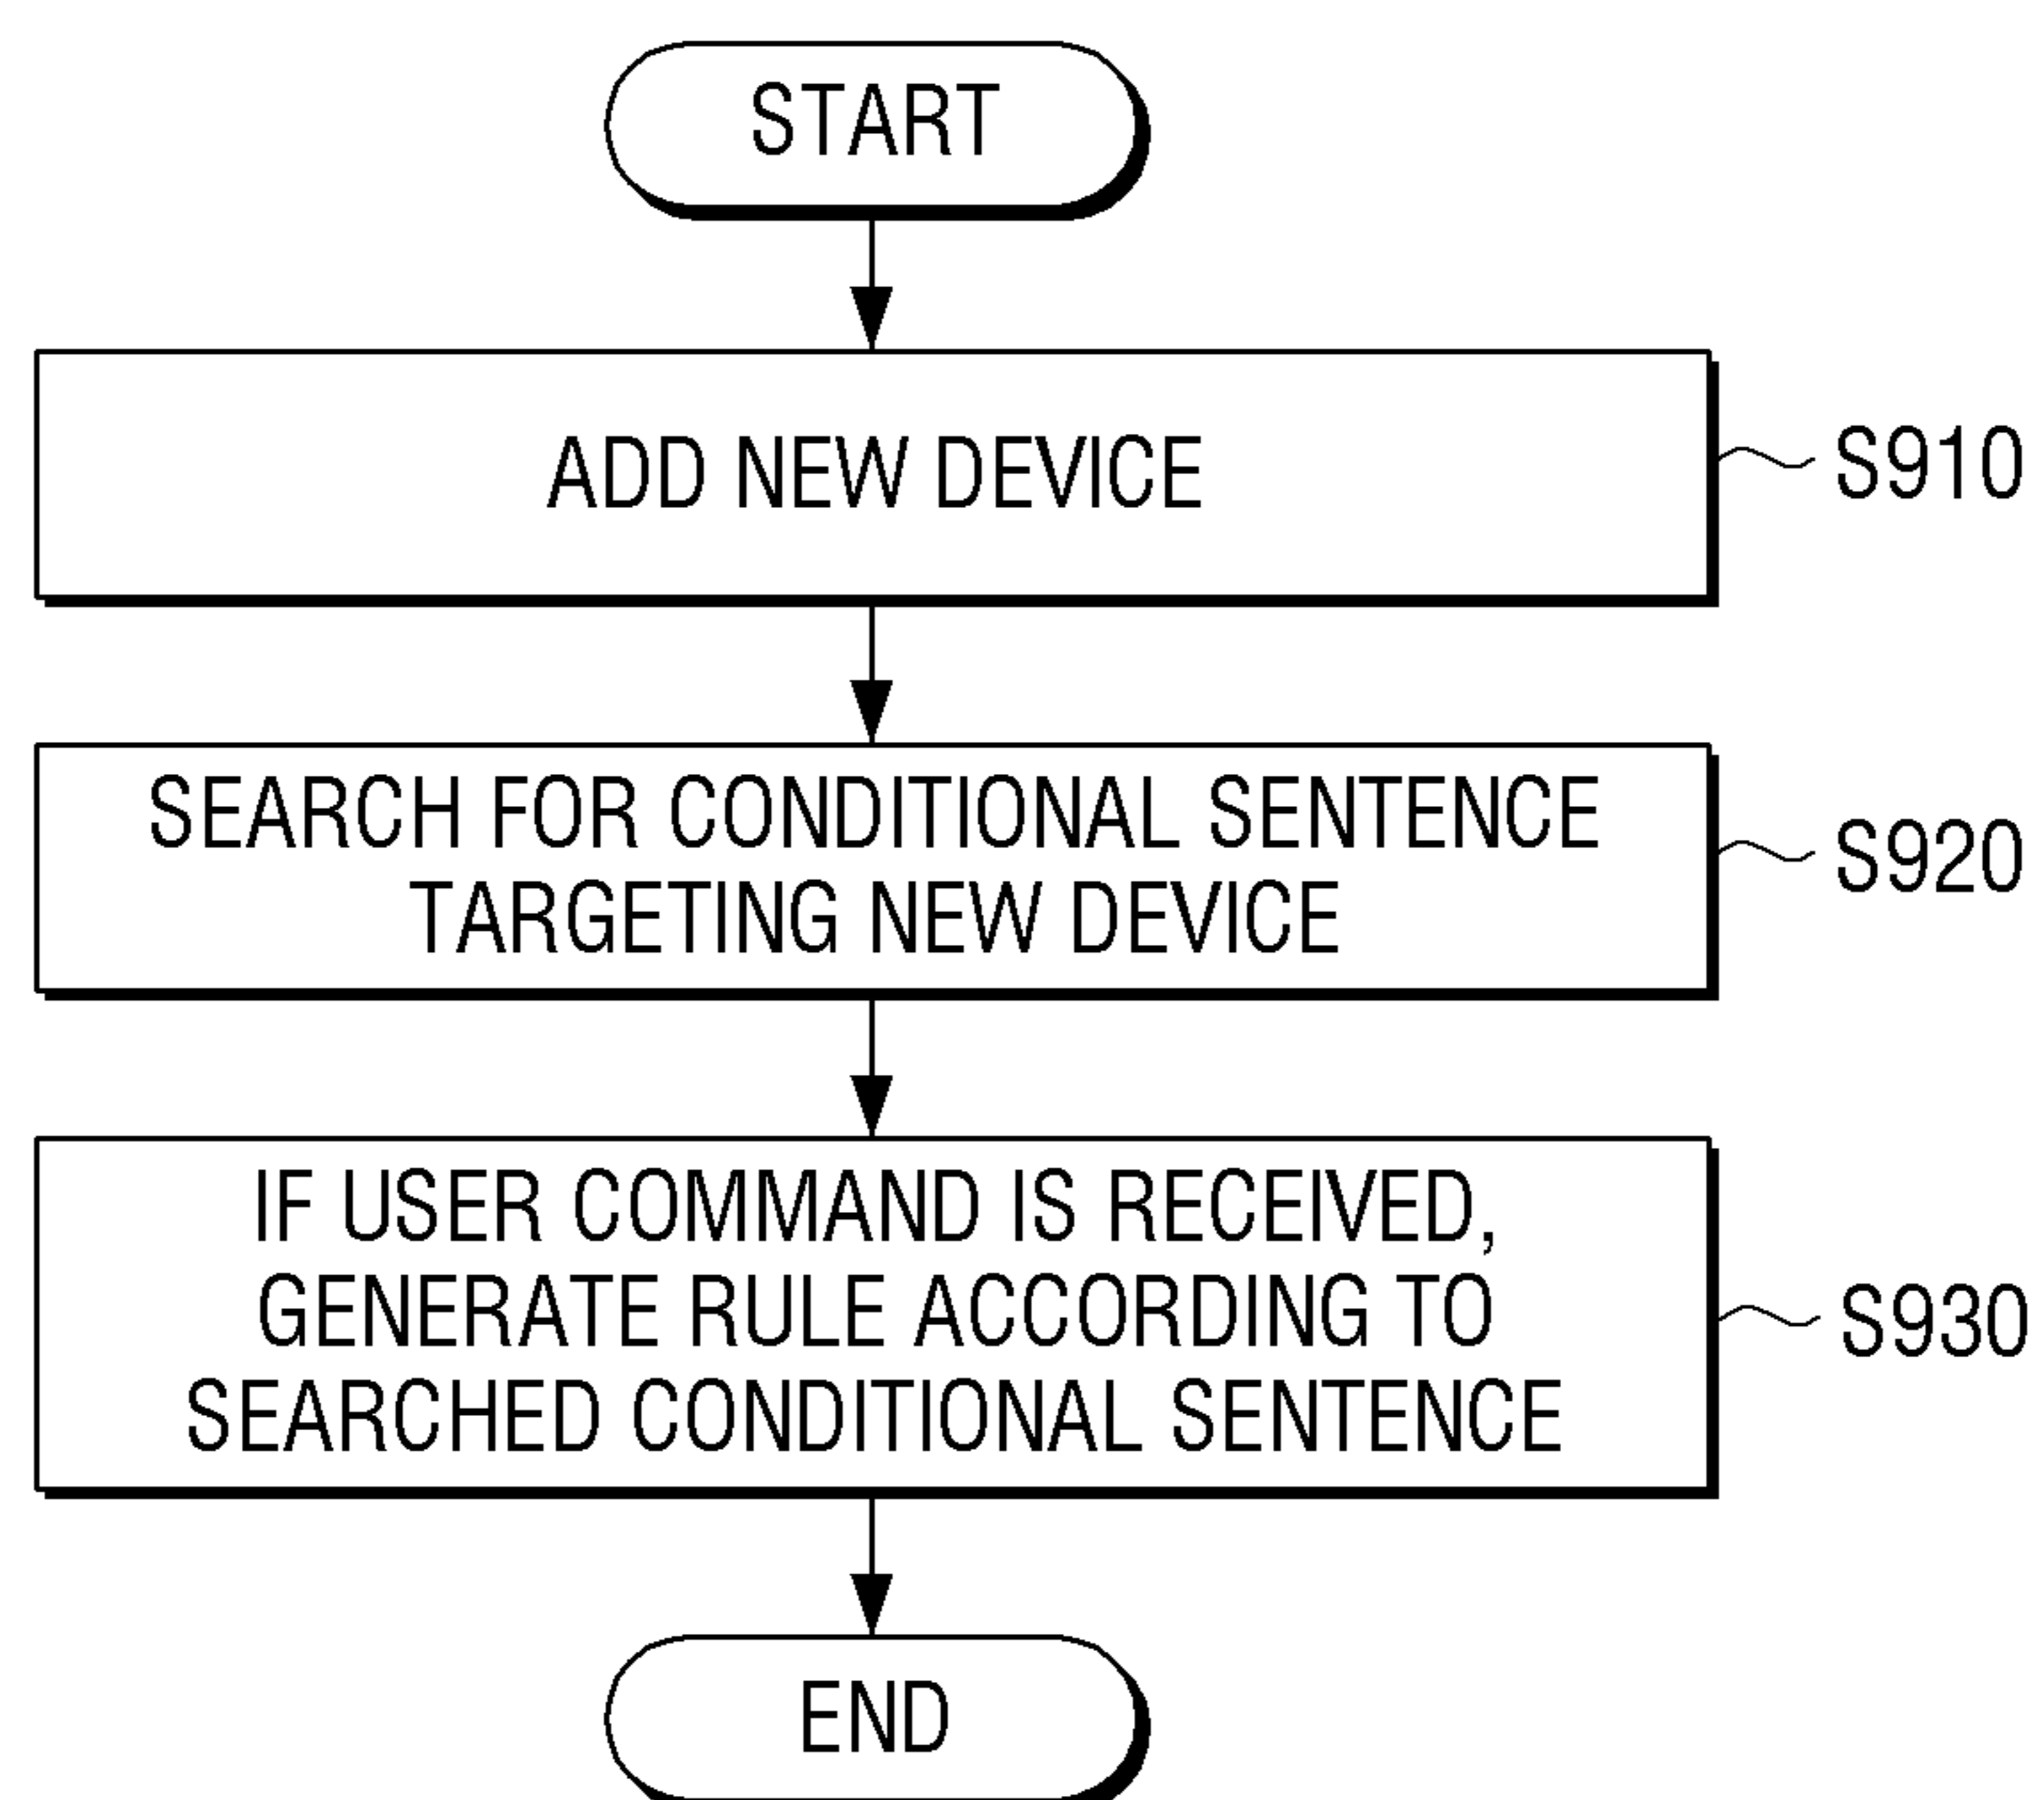 START
ADD NEW DEVICE
S910
SEARCH FOR CONDITIONAL SENTENCE
TARGETING NEW DEVICE
S920
IF USER COMMAND IS RECEIVED,
GENERATE RULE ACCORDING TO
SEARCHED CONDITIONAL SENTENCE
S930
END